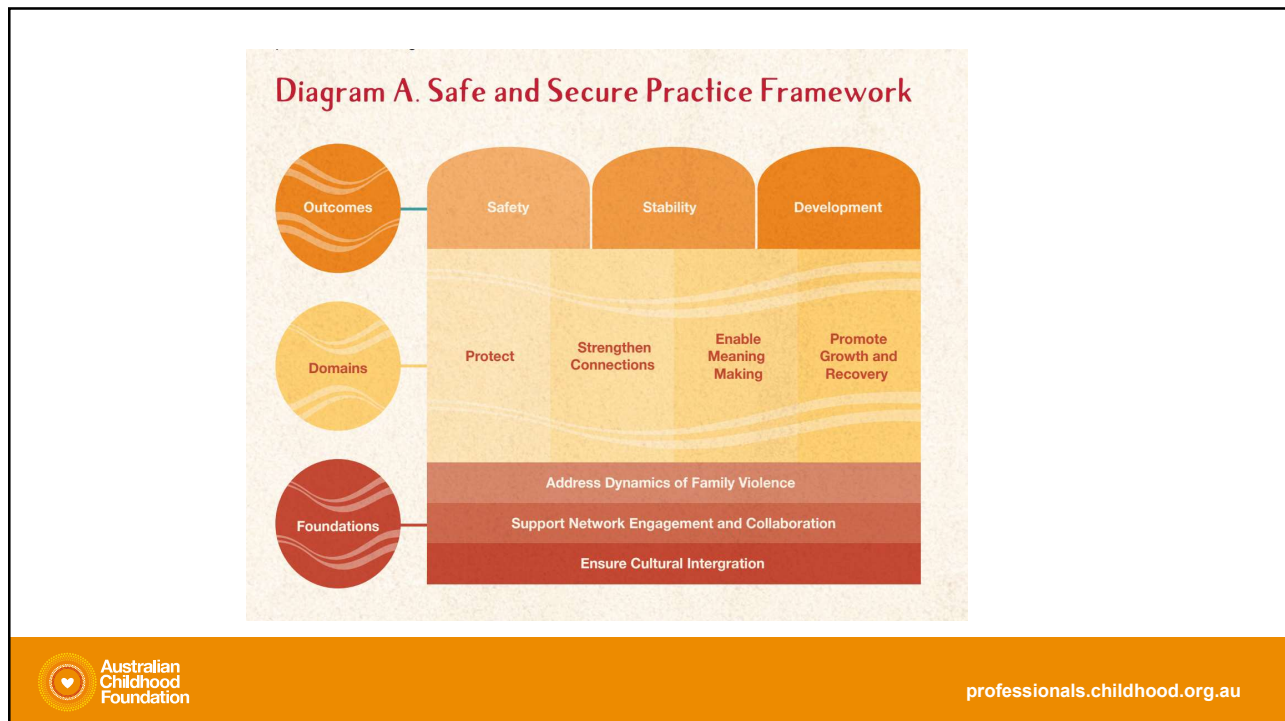 Diagram A. Safe and Secure Practice Framework
Outcomes
Safety
Stability
Development
Domains
Protect
Strengthen
Connections
Enable
Meaning
Making
Promote
Growth and
Recovery
Foundations
Address Dynamics of Family Violence
Support Network Engagement and Collaboration
Ensure Cultural Intergration
Australian
Childhood
Foundation
professionals.childhood.org.au